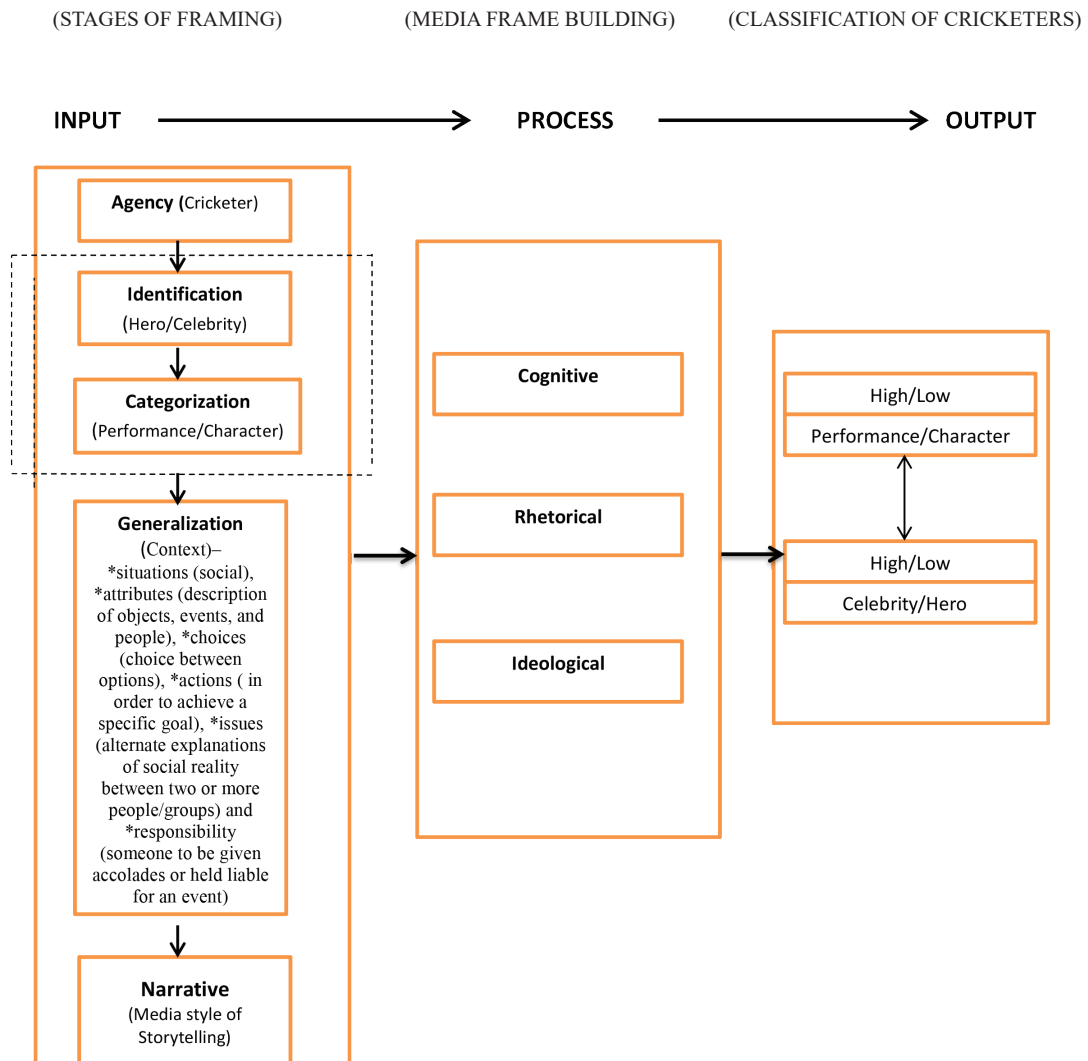 (STAGES OF FRAMING)
(MEDIA FRAME BUILDING)
(CLASSIFICATION OF CRICKETERS)
INPUT
PROCESS
OUTPUT
Agency (Cricketer)
Identification
(Hero/Celebrity)
Categorization
(Performance/Character)
Generalization
(Context)–
*situations (social),
*attributes (description
of objects, events, and
people), *choices
(choice between
options), *actions ( in
order to achieve a
specific goal), *issues
(alternate explanations
of social reality
between two or more
people/groups) and
*responsibility
(someone to be given
accolades or held liable
for an event)
Narrative
(Media style of
Storytelling)
Cognitive
Rhetorical
Ideological
High/Low
Performance/Character
High/Low
Celebrity/Hero